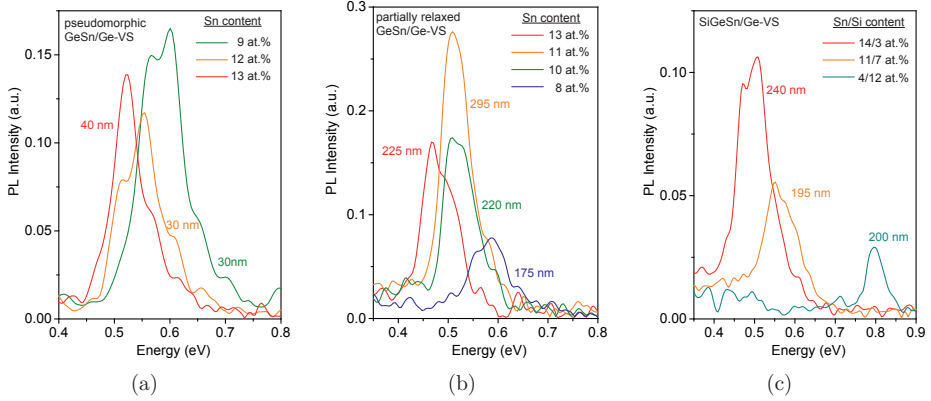 pseudomorphic
GeSn/Ge-VS
Sn content
9 at.%
12 at.%
13 at.%
40 nm
30 nm
30nm
PL Intensity (a.u.)
0.15
0.10
0.05
0.00
0.4 0.5 0.6 0.7 0.8
Energy (eV)
(a)
partially relaxed
GeSn/Ge-VS
Sn content
13 at.%
11 at.%
10 at.%
8 at.%
295 nm
225 nm
220 nm
175 nm
PL Intensity (a.u.)
0.3
0.2
0.1
0.0
0.4 0.5 0.6 0.7 0.8
Energy (eV)
(b)
SiGeSn/Ge-VS
Sn/Si content
14/3 at.%
11/7 at.%
4/12 at.%
240 nm
195 nm
200 nm
PL Intensity (a.u.)
0.10
0.05
0.00
0.4 0.5 0.6 0.7 0.8 0.9
Energy (eV)
(c)